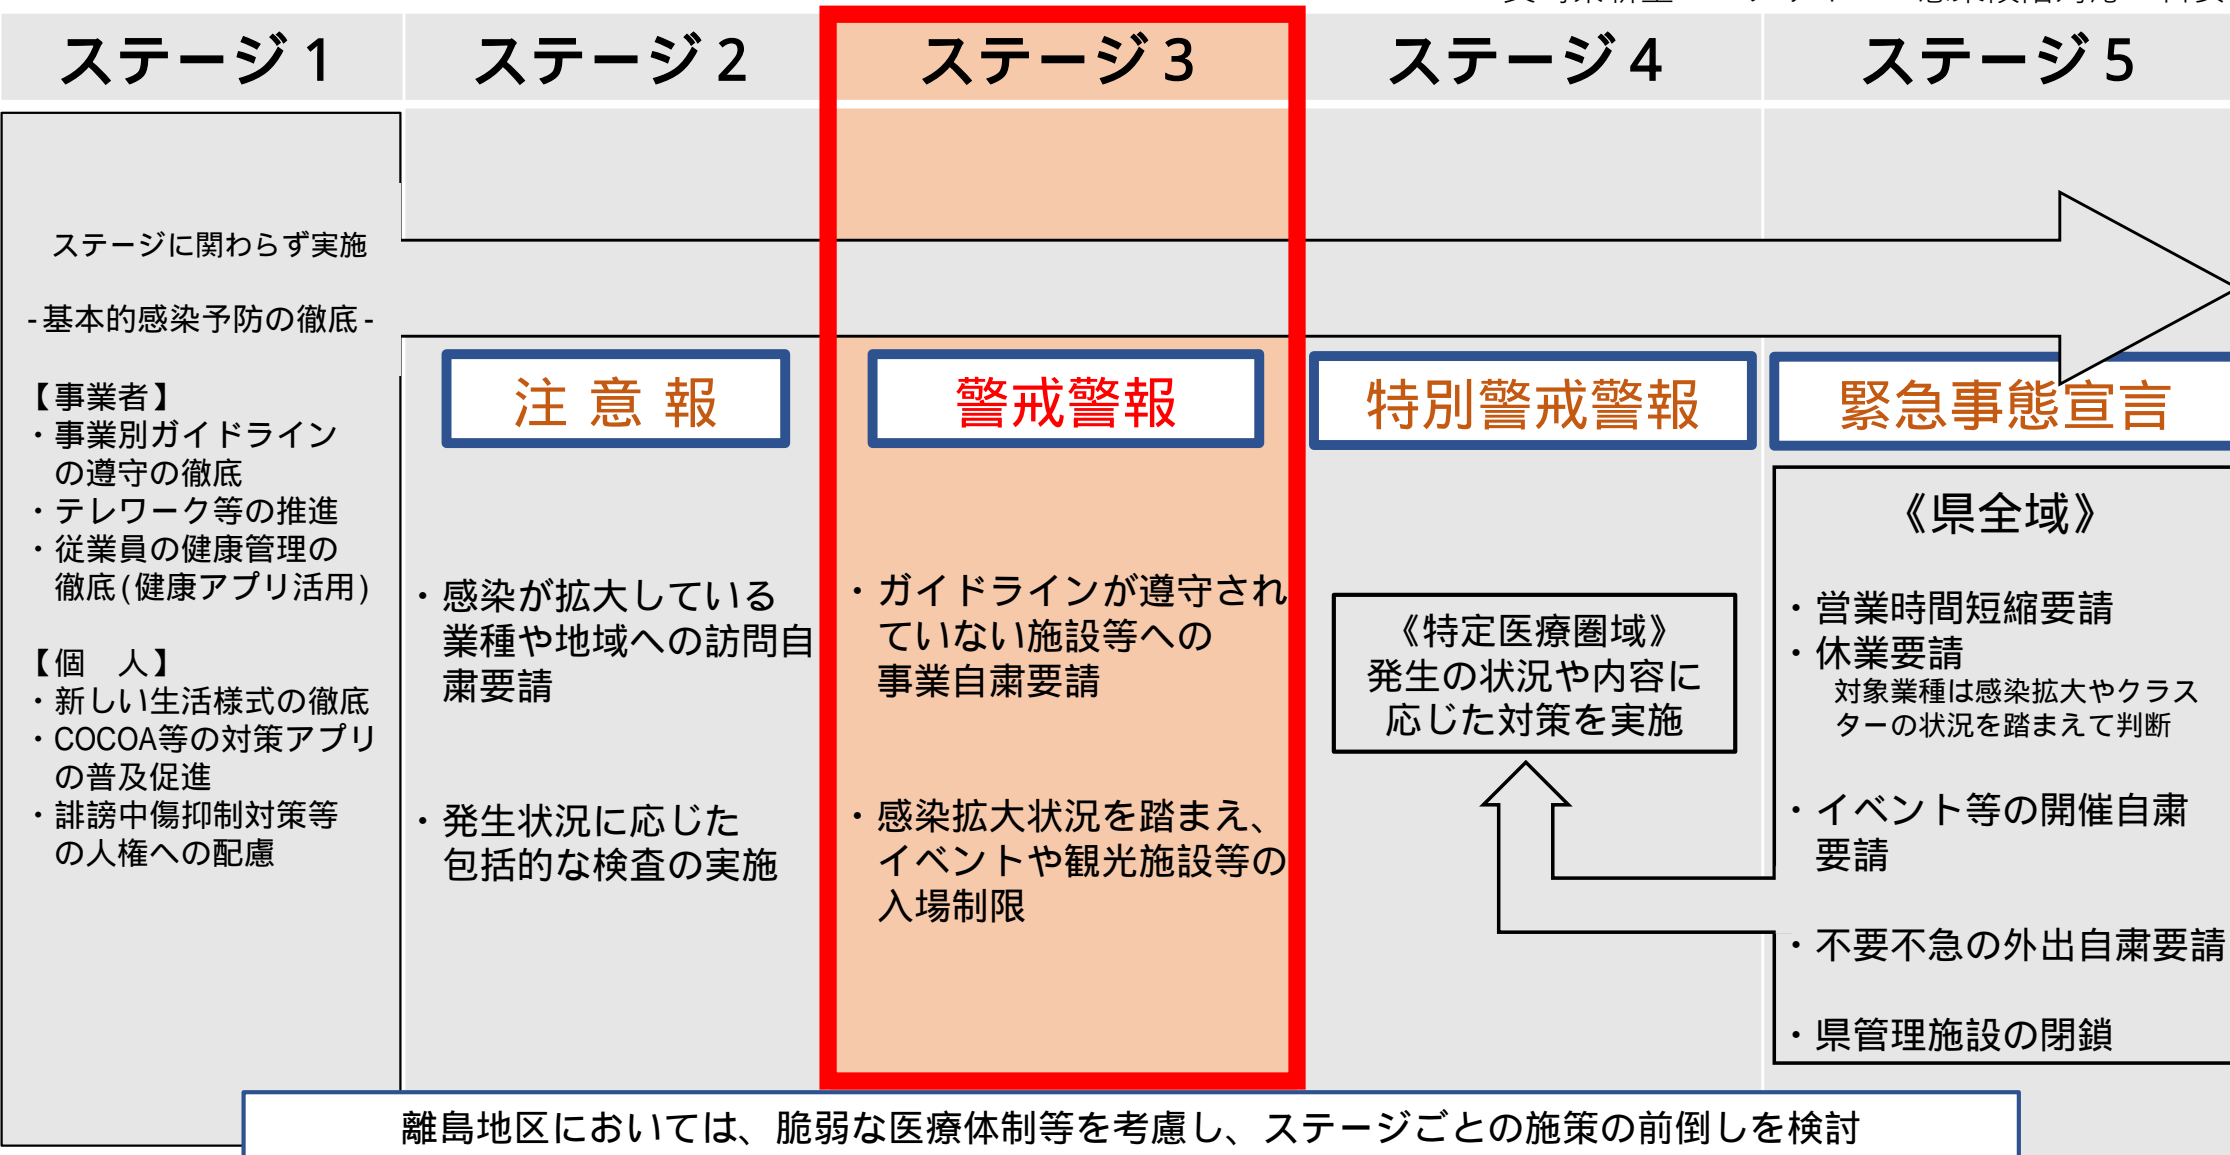 ステージ1
ステージ2
ステージ3
ステージ4
ステージ5
ステージに関わらず実施
-基本的感染予防の徹底-
【事業者】
・事業別ガイドライン
の遵守の徹底
・テレワーク等の推進
・従業員の健康管理の
徹底(健康アプリ活用)
【個　人】
・新しい生活様式の徹底
・COCOA等の対策アプリ
の普及促進
・誹謗中傷抑制対策等
の人権への配慮
注意報
・感染が拡大している
業種や地域への訪問自
粛要請
・発生状況に応じた
包括的な検査の実施
警戒警報
・ガイドラインが遵守され
ていない施設等への
事業自粛要請
・感染拡大状況を踏まえ、
イベントや観光施設等の
入場制限
特別警戒警報
《特定医療圏域》
発生の状況や内容に
応じた対策を実施
緊急事態宣言
《県全域》
・営業時間短縮要請
・休業要請
対象業種は感染拡大やクラス
ターの状況を踏まえて判断
・イベント等の開催自粛
要請
・不要不急の外出自粛要請
・県管理施設の閉鎖
離島地区においては、脆弱な医療体制等を考慮し、ステージごとの施策の前倒しを検討